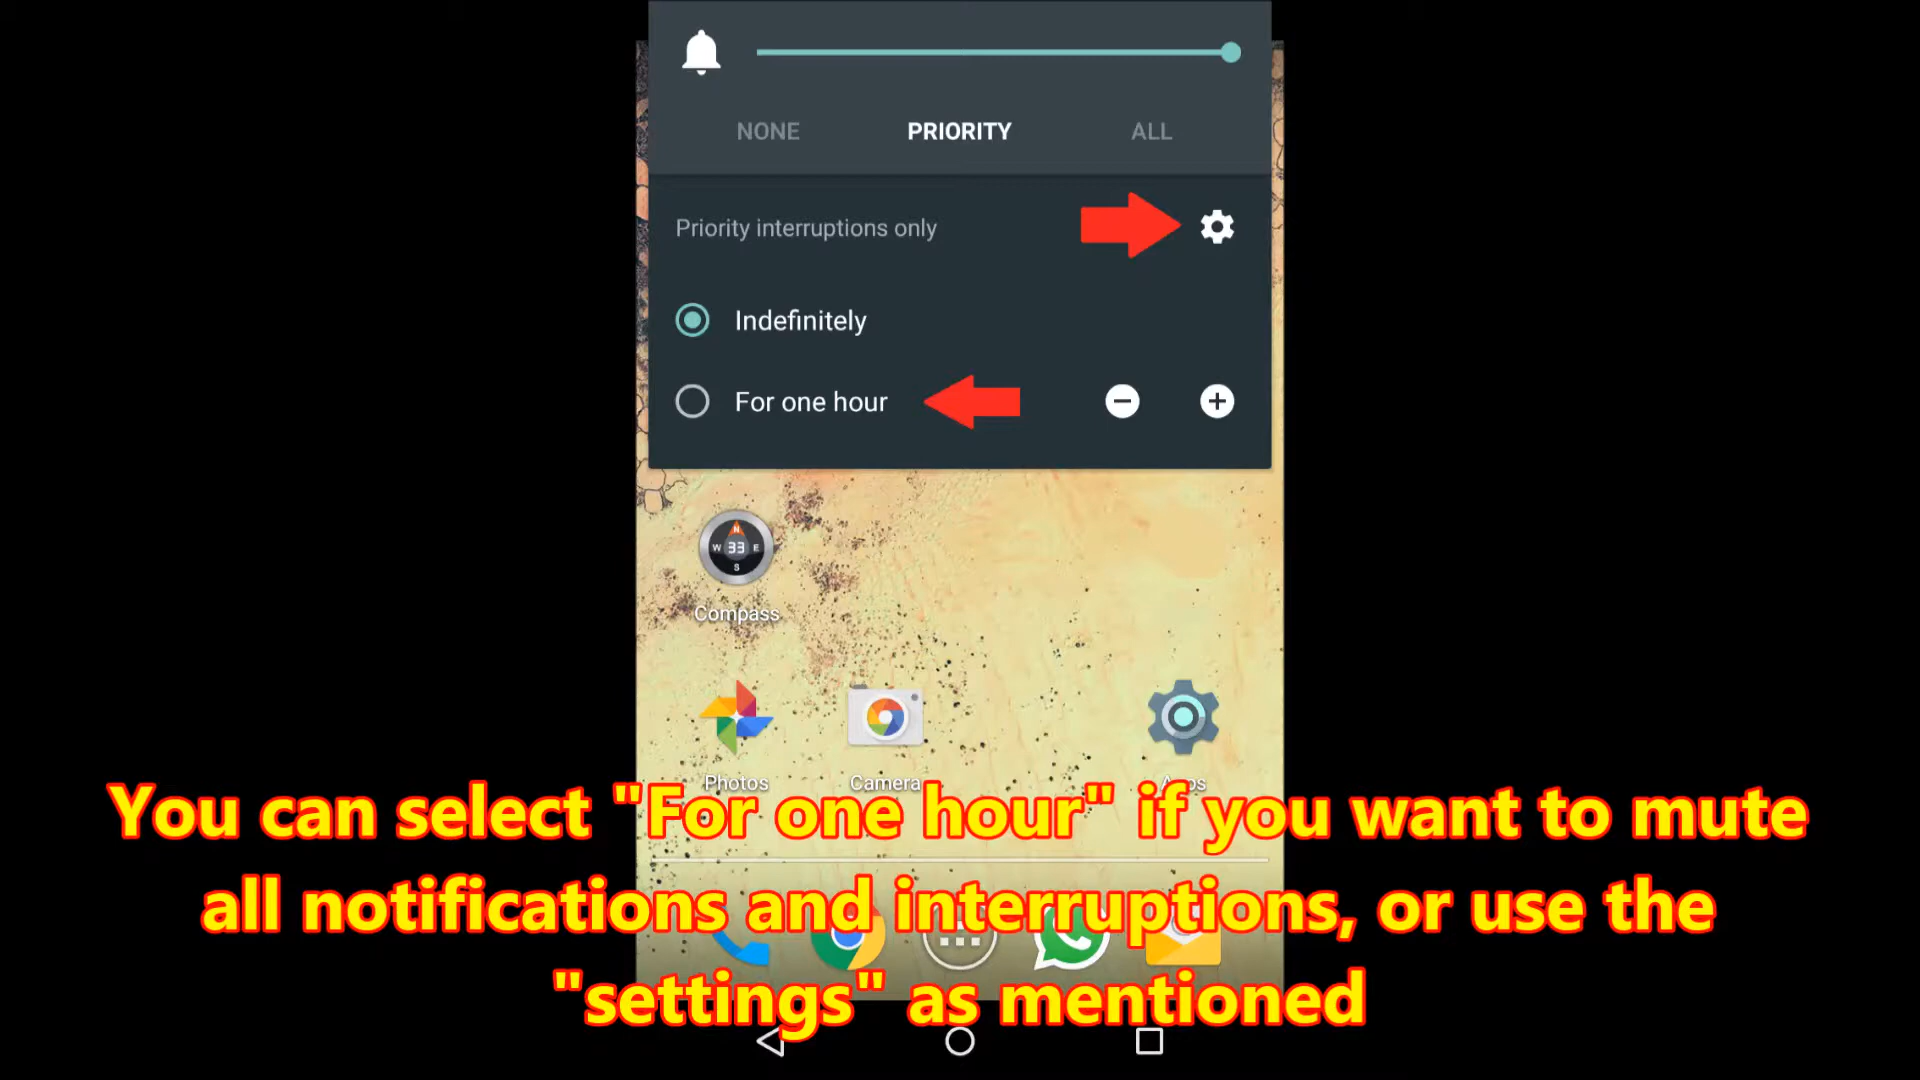 NONE PRIORITY ALL
Priority interruptions only
Indefinitely
For one hour
N
W 33 E
S
Compass
Photos Camera Apps
You can select "For one hour" if you want to mute
all notifications and interruptions, or use the
"settings" as mentioned